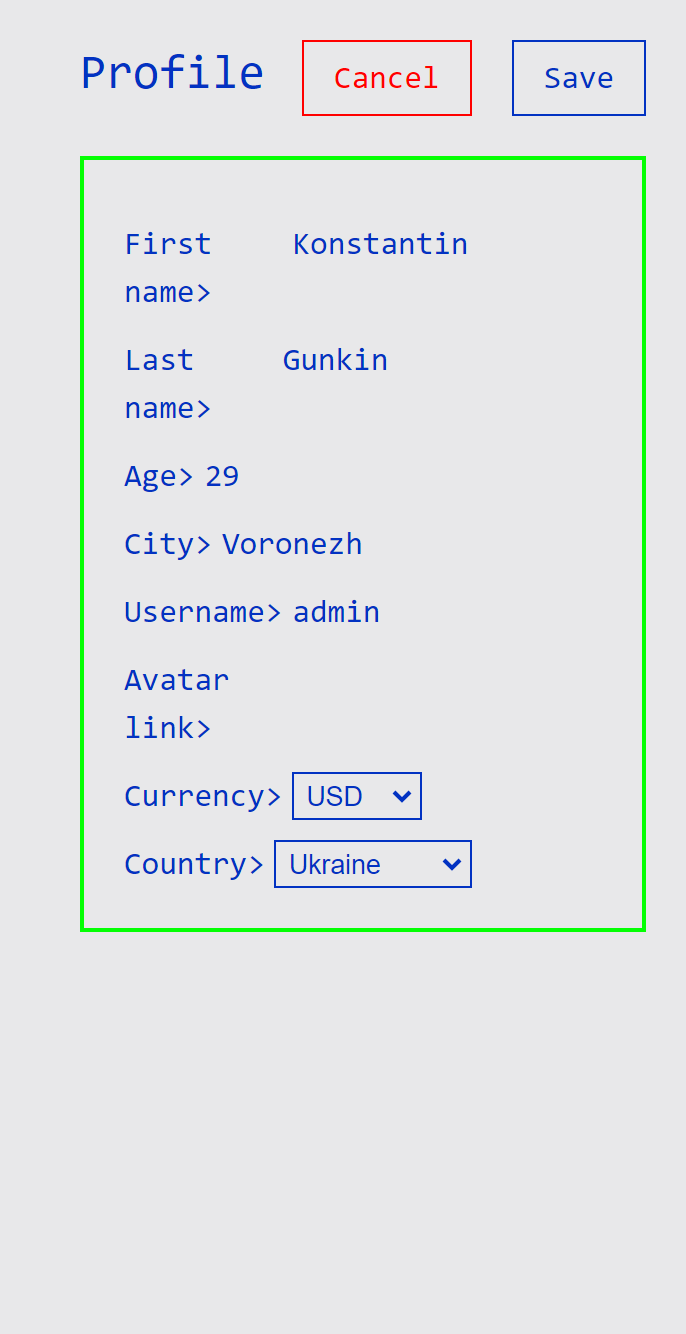 Profile Cancel Save
First Konstantin
name>
Last Gunkin
name>
Age> 29
City> Voronezh
Username> admin
Avatar
link>
Currency> USD
Country> Ukraine